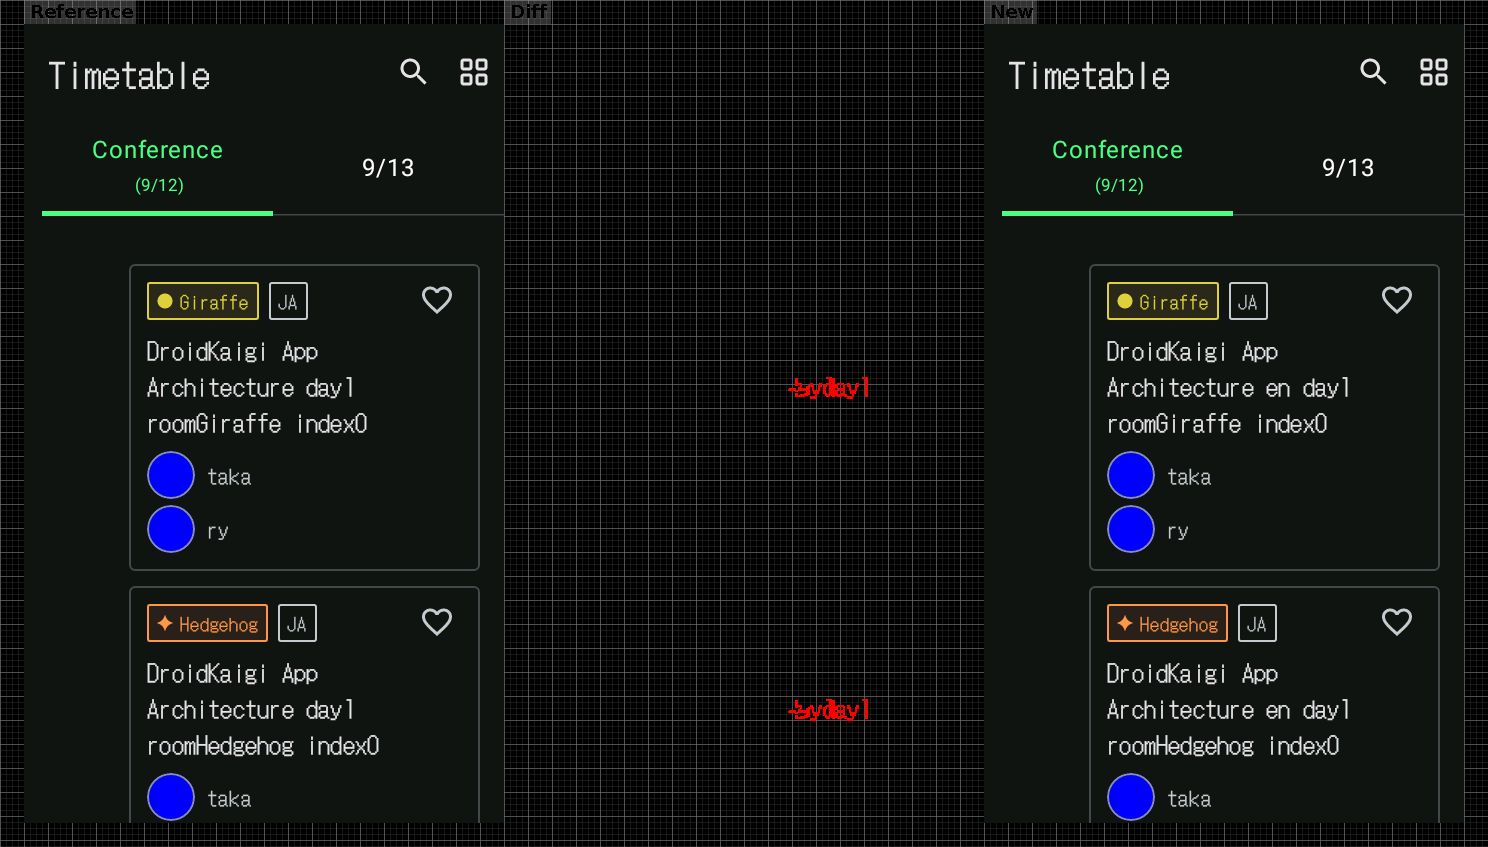 Reference
Diff
New
Timetable
Conference
(9/12)
9/13
Giraffe JA
DroidKaigi App
Architecture day1
roomGiraffe index0
taka
ry
Hedgehog JA
DroidKaigi App
Architecture day1
roomHedgehog index0
taka
day1
day1
Timetable
Conference
(9/12)
9/13
Giraffe JA
DroidKaigi App
Architecture en day1
roomGiraffe index0
taka
ry
Hedgehog JA
DroidKaigi App
Architecture en day1
roomHedgehog index0
taka